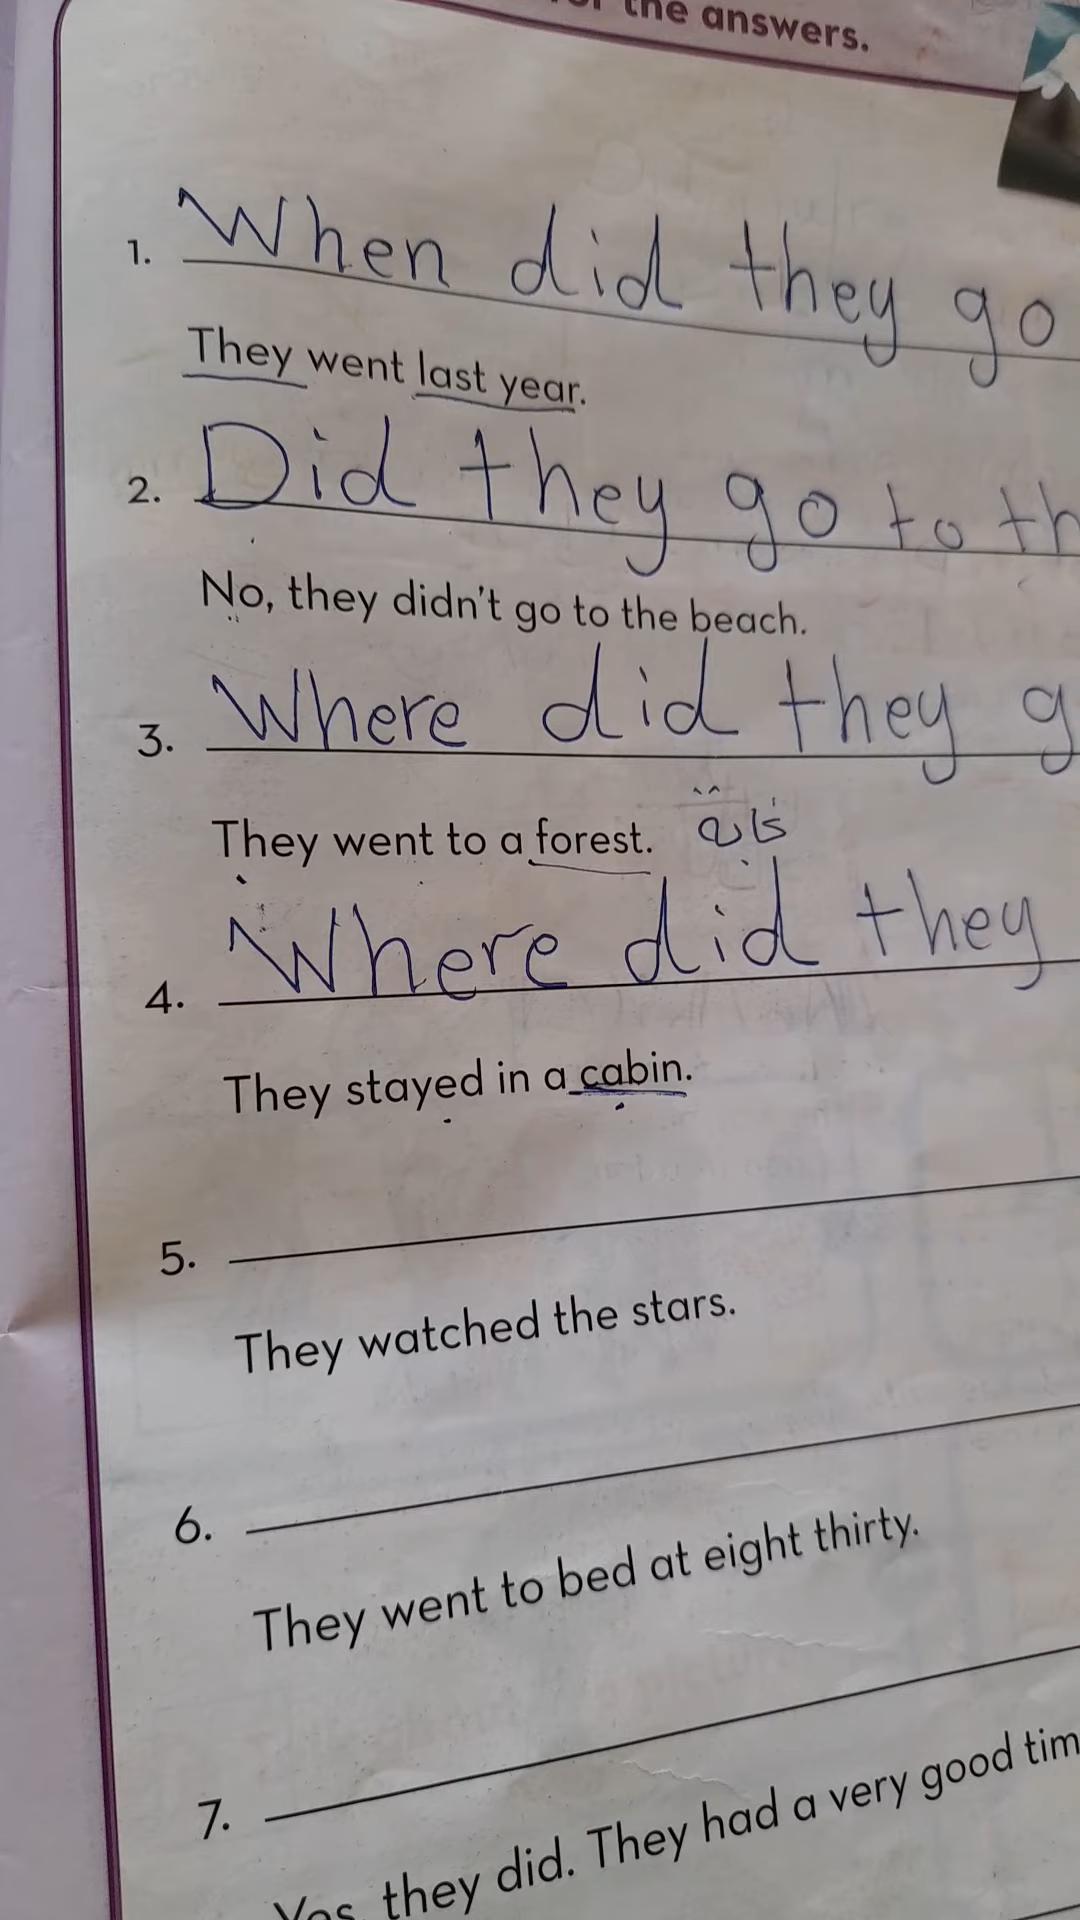 the answers.
1. When did they go
They went last year.
2. Did they go to th
No, they didn't go to the beach.
3. Where did they g
They went to a forest. غابة
4. Where did they
They stayed in a cabin.
5.
They watched the stars.
6.
They went to bed at eight thirty.
7.
Yes, they did. They had a very good tim